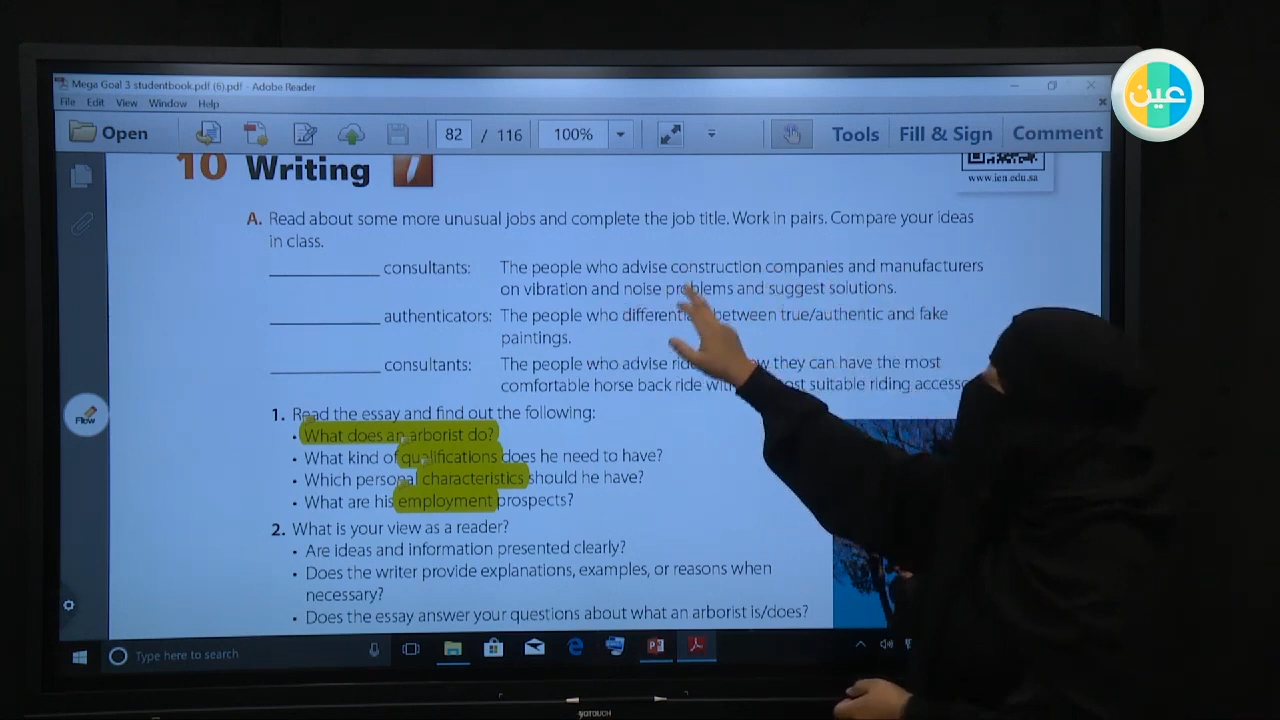 Mega Goal 3 studentbook.pdf (6).pdf - Adobe Reader
عين
File Edit View Window Help
Open 82 / 116 100% Tools Fill & Sign Comment
10 Writing
www.ien.edu.sa
A. Read about some more unusual jobs and complete the job title. Work in pairs. Compare your ideas
in class.
consultants: The people who advise construction companies and manufacturers
on vibration and noise problems and suggest solutions.
authenticators: The people who between true/authentic and fake
paintings.
consultants: The people who advise they can have the most
comfortable horse back ride suitable riding
1. Read the essay and find out the following:
• What does an arborist do?
• What kind of qualifications does he need to have?
• Which personal characteristics should he have?
• What are his employment prospects?
2. What is your view as a reader?
• Are ideas and information presented clearly?
• Does the writer provide explanations, examples, or reasons when
necessary?
• Does the essay answer your questions about what an arborist is/does?
Flow
Type here to search